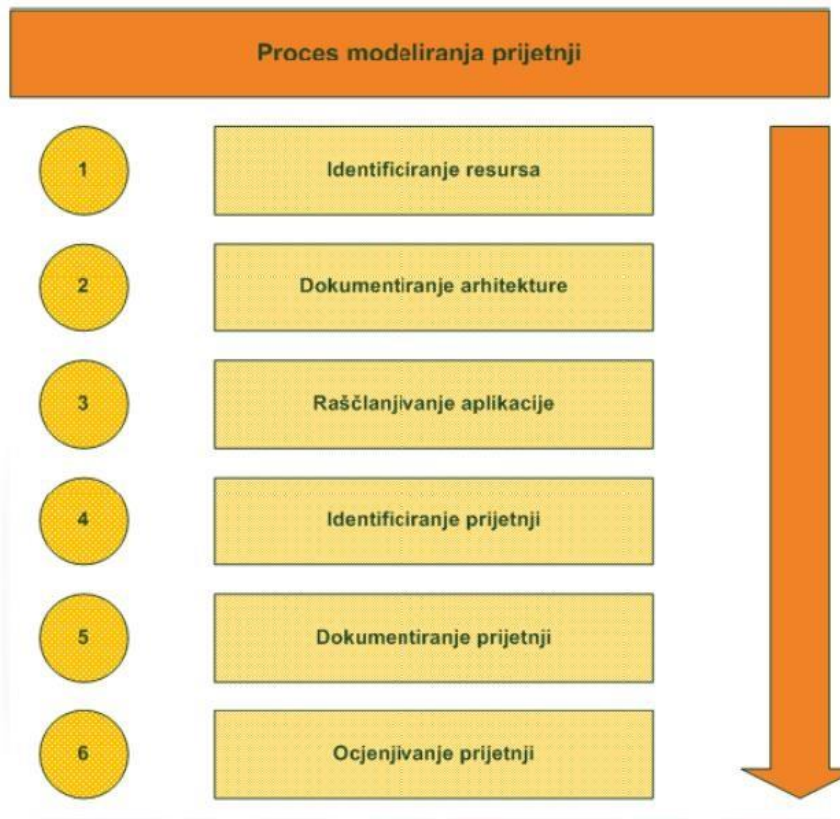 Proces modeliranja prijetnji
1
Identificiranje resursa
2
Dokumentiranje arhitekture
3
Raščlanjivanje aplikacije
4
Identificiranje prijetnji
5
Dokumentiranje prijetnji
6
Ocjenjivanje prijetnji